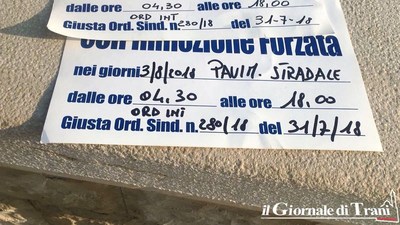 dalle ore 04,30 alle ore 18,00
ORD INT
Giusta Ord. Sind. n. 280/18 del 31-7-18
con Rimozione Forzata
nei giorni 3/8/2018 PAVIM. STRADALE
dalle ore 04.30 alle ore 18.00
ORD INT
Giusta Ord. Sind. n. 280/18 del 31/7/18
il Giornale di Trani